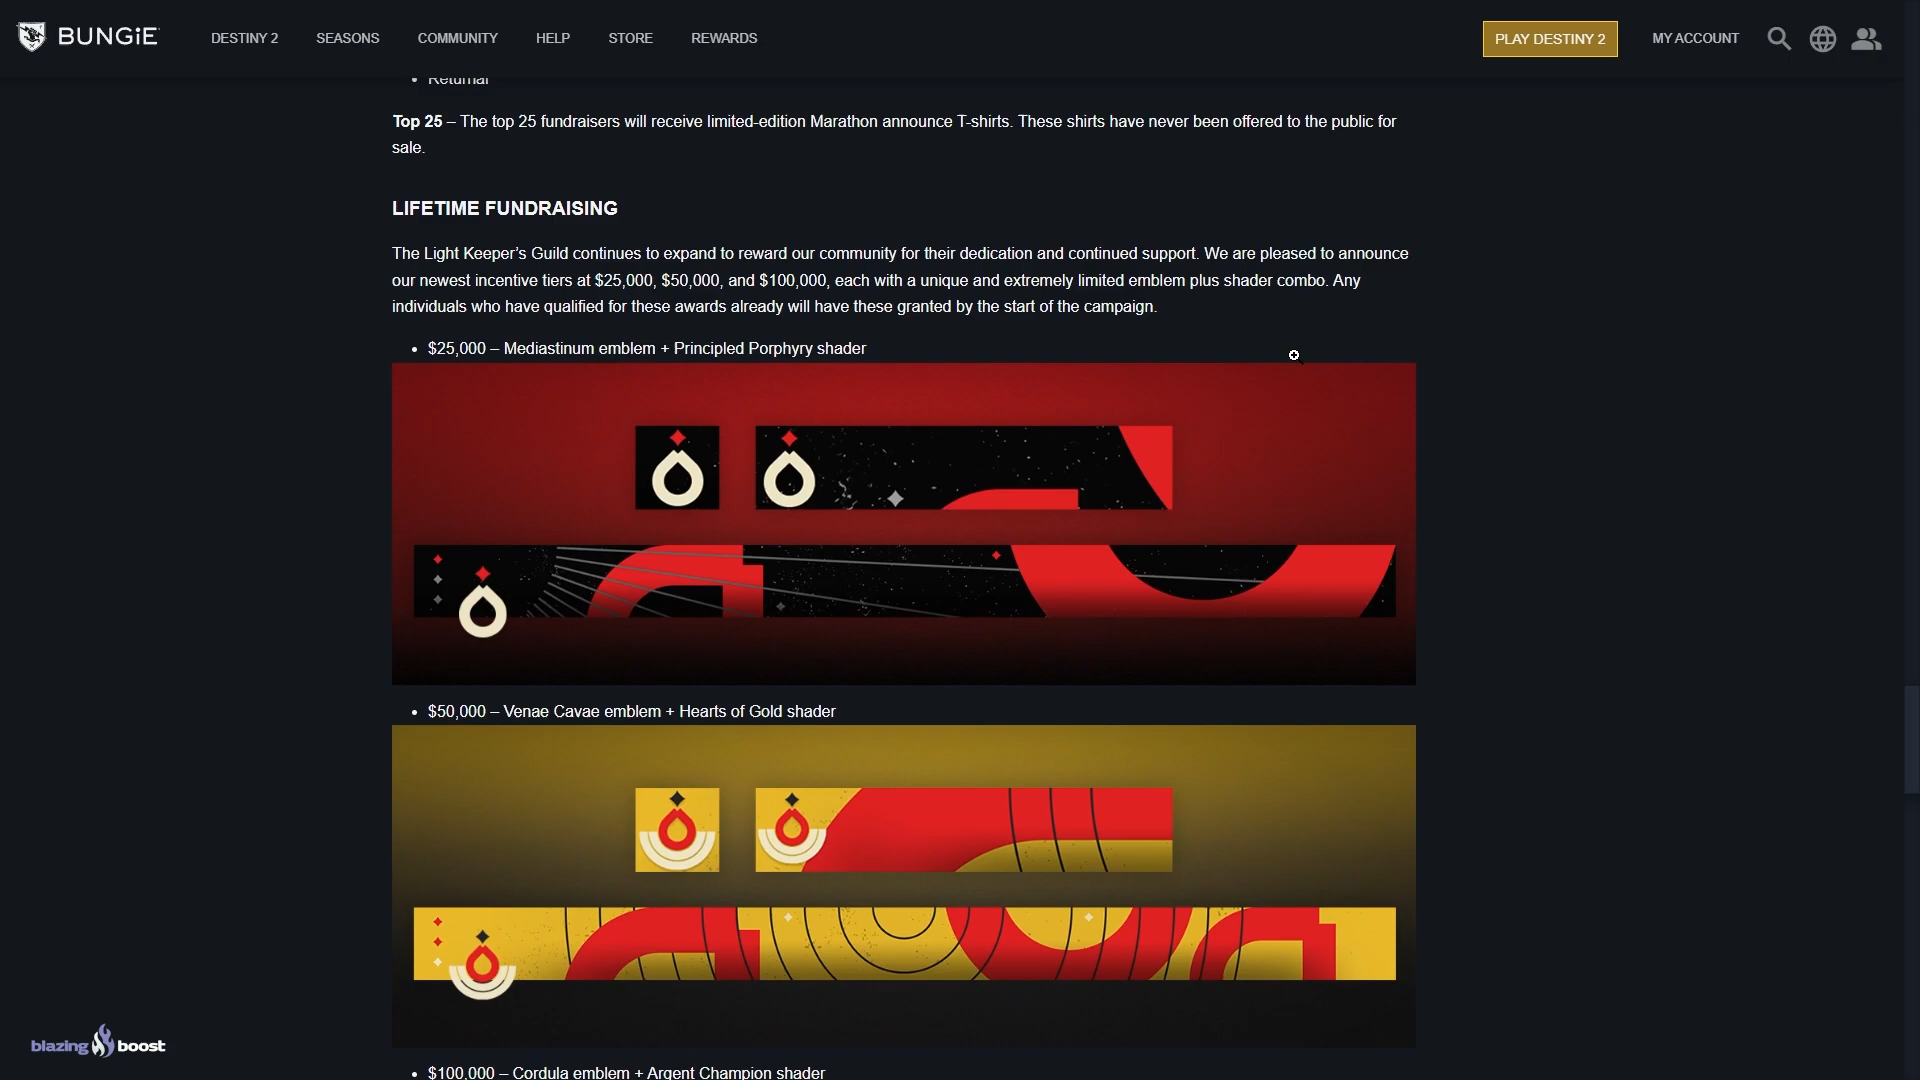 BUNGiE
DESTINY 2 SEASONS COMMUNITY HELP STORE REWARDS
PLAY DESTINY 2 MY ACCOUNT
• Returnal
Top 25 – The top 25 fundraisers will receive limited-edition Marathon announce T-shirts. These shirts have never been offered to the public for
sale.
LIFETIME FUNDRAISING
The Light Keeper’s Guild continues to expand to reward our community for their dedication and continued support. We are pleased to announce
our newest incentive tiers at $25,000, $50,000, and $100,000, each with a unique and extremely limited emblem plus shader combo. Any
individuals who have qualified for these awards already will have these granted by the start of the campaign.
• $25,000 – Mediastinum emblem + Principled Porphyry shader
• $50,000 – Venae Cavae emblem + Hearts of Gold shader
• $100,000 – Cordula emblem + Argent Champion shader
blazing boost